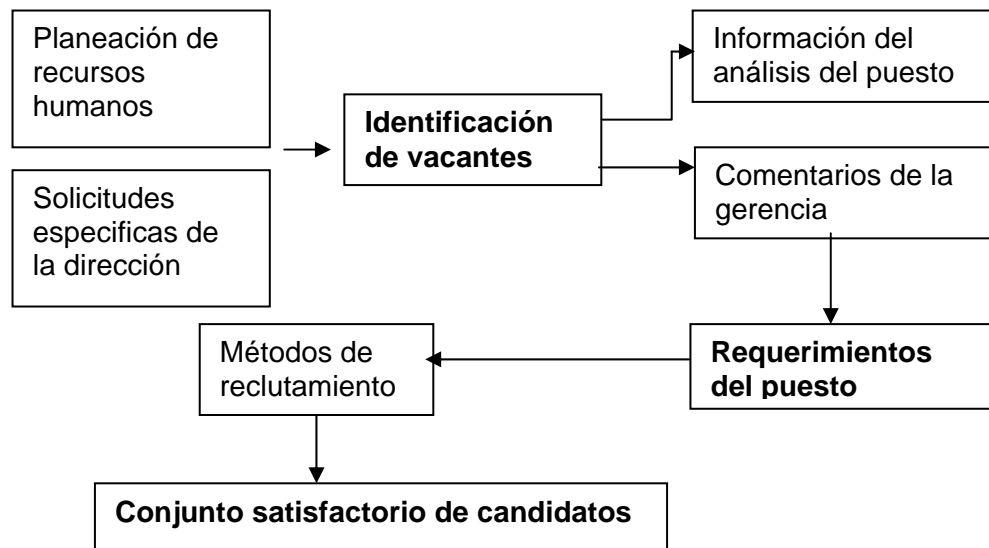 Planeación de
recursos
humanos
Solicitudes
especificas de
la dirección
Identificación
de vacantes
Información del
análisis del puesto
Comentarios de la
gerencia
Requerimientos
del puesto
Métodos de
reclutamiento
Conjunto satisfactorio de candidatos